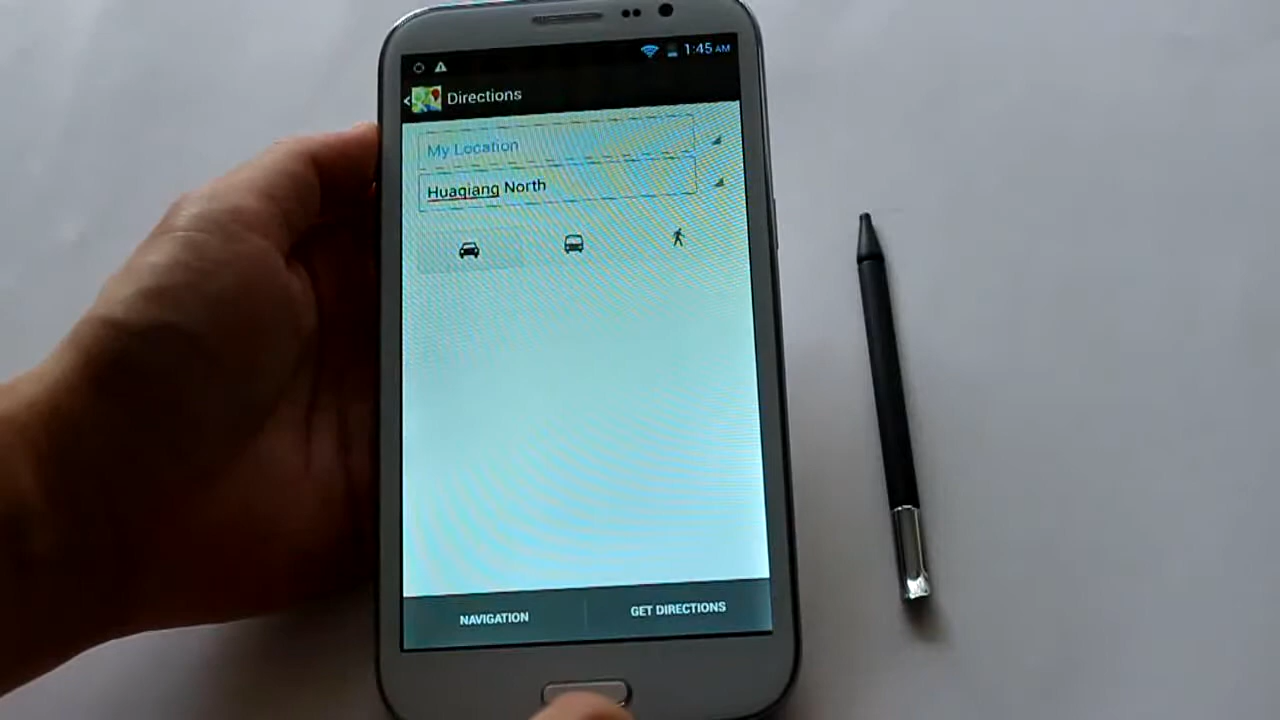 1:45 AM
Directions
My Location
Huaqiang North
NAVIGATION
GET DIRECTIONS